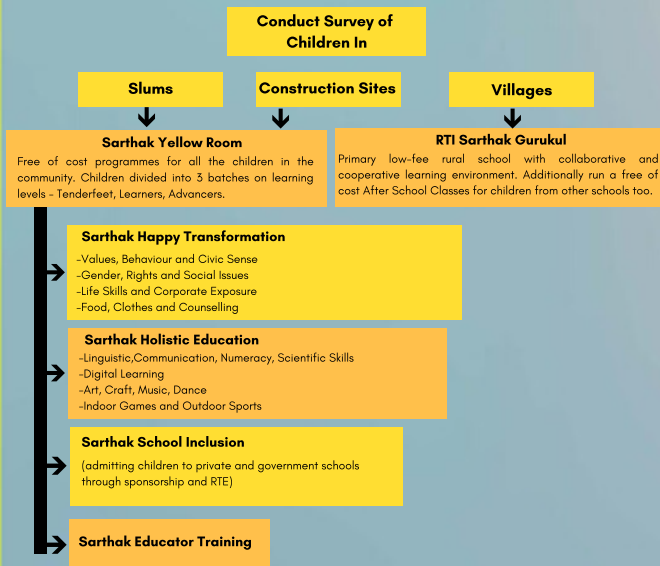 Conduct Survey of
Children In
Slums
Construction Sites
Villages
Sarthak Yellow Room
Free of cost programmes for all the children in the
community. Children divided into 3 batches on learning
levels - Tenderfeet, Learners, Advancers.
RTI Sarthak Gurukul
Primary low-fee rural school with collaborative and
cooperative learning environment. Additionally run a free of
cost After School Classes for children from other schools too.
Sarthak Happy Transformation
-Values, Behaviour and Civic Sense
-Gender, Rights and Social Issues
-Life Skills and Corporate Exposure
-Food, Clothes and Counselling
Sarthak Holistic Education
-Linguistic,Communication, Numeracy, Scientific Skills
-Digital Learning
-Art, Craft, Music, Dance
-Indoor Games and Outdoor Sports
Sarthak School Inclusion
(admitting children to private and government schools
through sponsorship and RTE)
Sarthak Educator Training